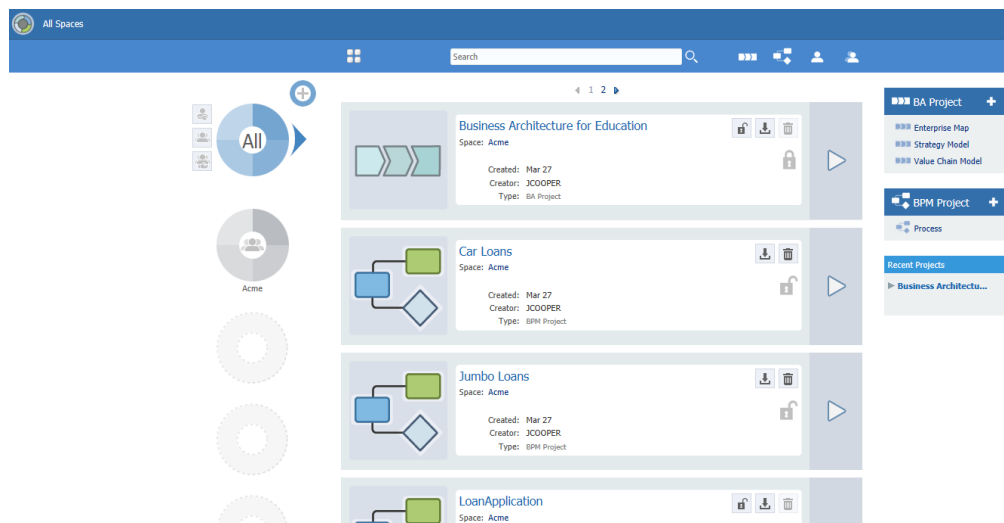 All Spaces
Search
1 2
All
Acme
Business Architecture for Education
Space: Acme
Created: Mar 27
Creator: JCOOPER
Type: BA Project
Car Loans
Space: Acme
Created: Mar 27
Creator: JCOOPER
Type: BPM Project
Jumbo Loans
Space: Acme
Created: Mar 27
Creator: JCOOPER
Type: BPM Project
LoanApplication
Space: Acme
BA Project +
Enterprise Map
Strategy Model
Value Chain Model
BPM Project +
Process
Recent Projects
Business Architectu...